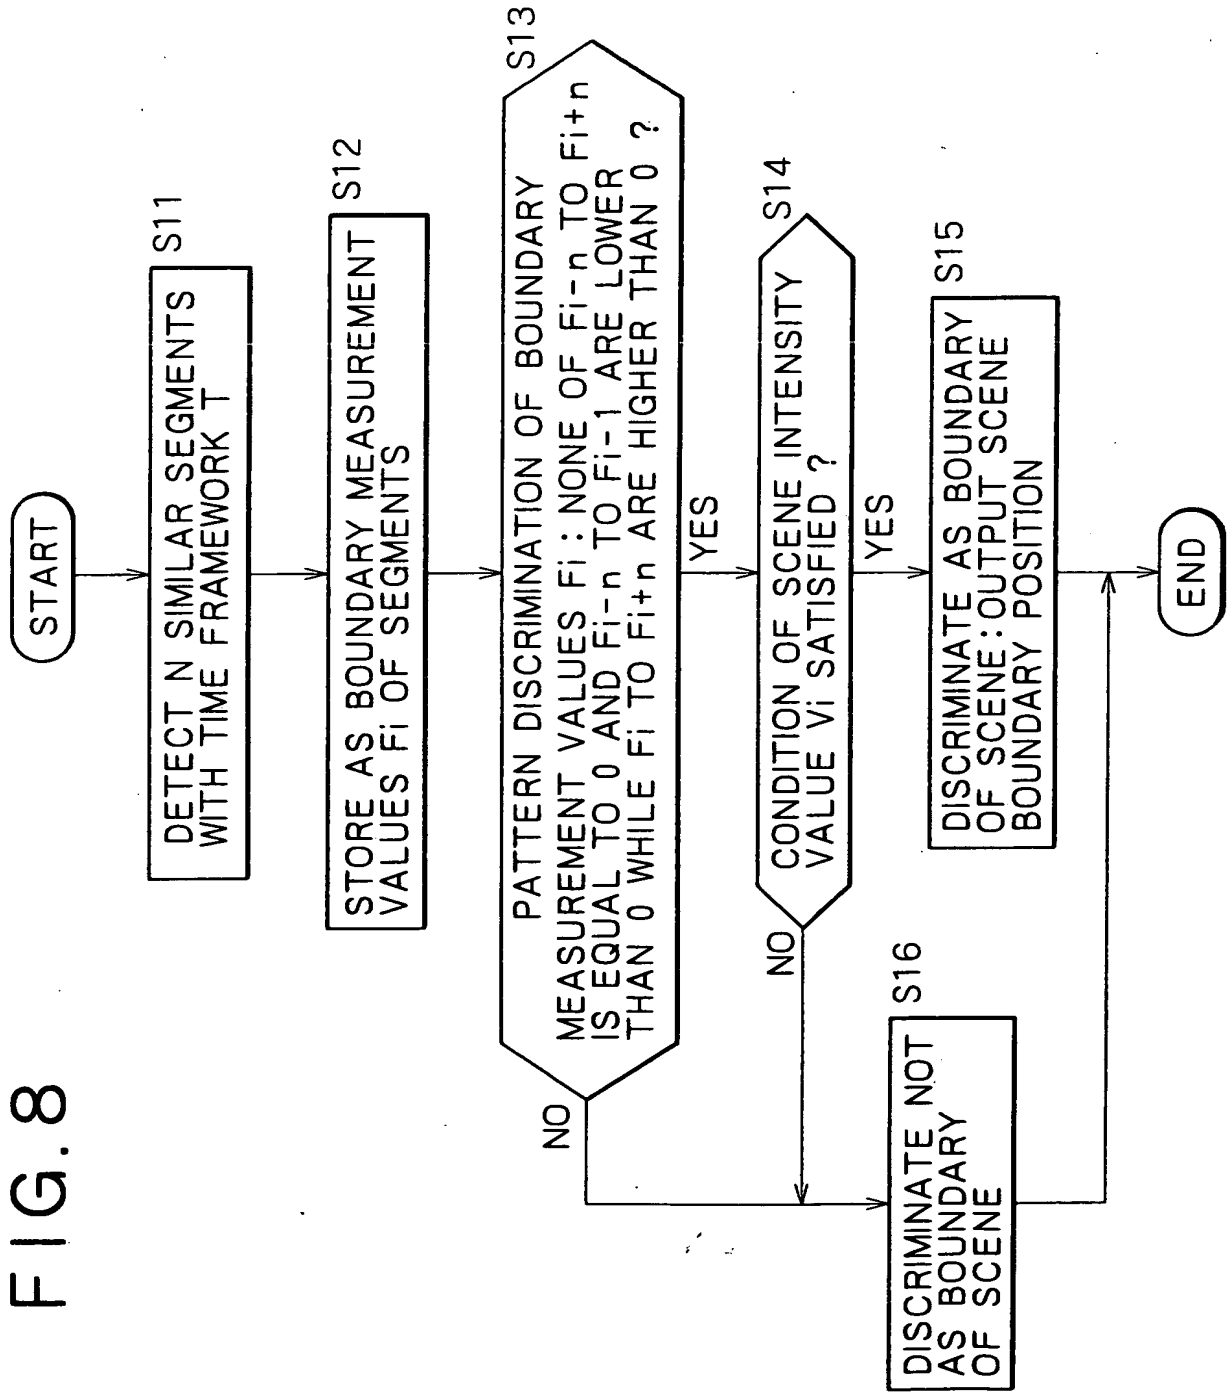 FIG. 8
START
S11
DETECT N SIMILAR SEGMENTS
WITH TIME FRAMEWORK T
S12
STORE AS BOUNDARY MEASUREMENT
VALUES Fi OF SEGMENTS
S13
PATTERN DISCRIMINATION OF BOUNDARY
MEASUREMENT VALUES Fi : NONE OF Fi-n TO Fi+n
IS EQUAL TO 0 AND Fi-n TO Fi-1 ARE LOWER
THAN 0 WHILE Fi TO Fi+n ARE HIGHER THAN 0 ?
NO
YES
S14
CONDITION OF SCENE INTENSITY
VALUE Vi SATISFIED ?
NO
YES
S15
DISCRIMINATE AS BOUNDARY
OF SCENE:OUTPUT SCENE
BOUNDARY POSITION
S16
DISCRIMINATE NOT
AS BOUNDARY
OF SCENE
END